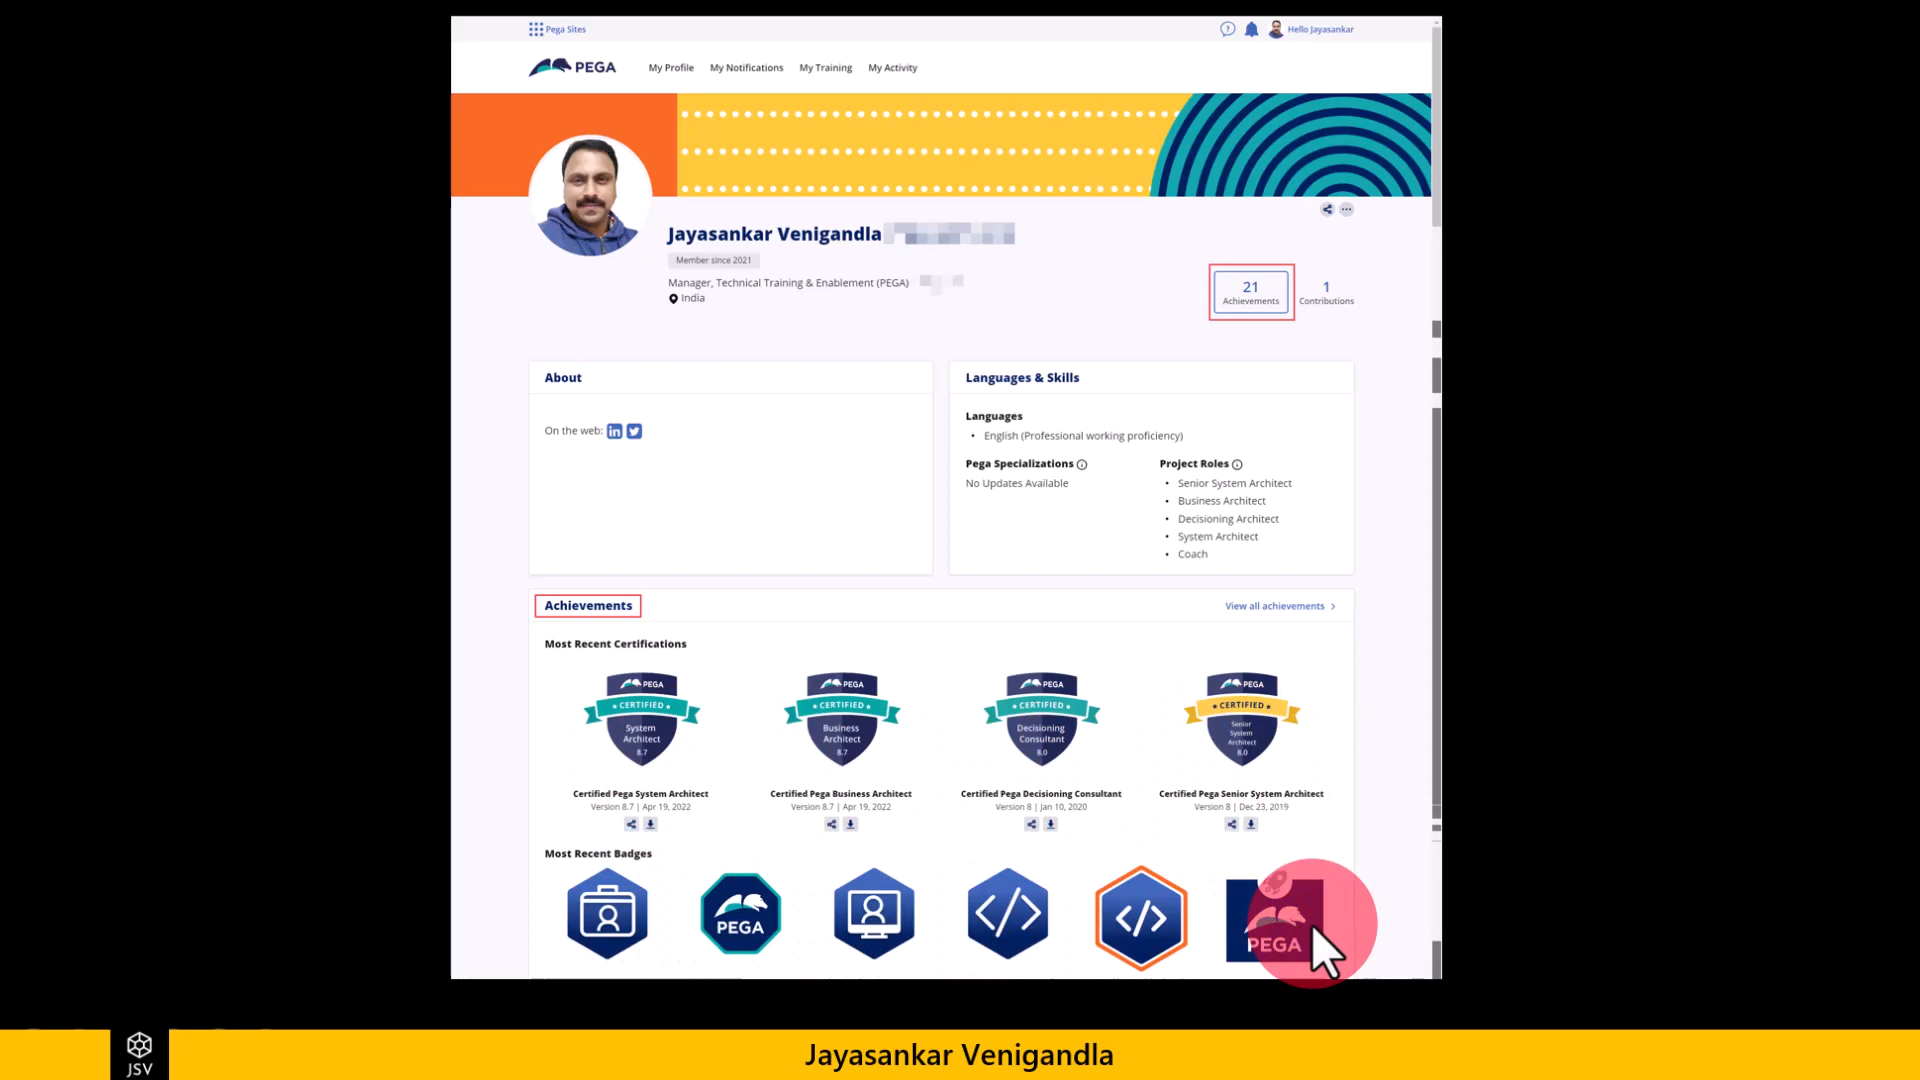 Pega Sites
Hello Jayasankar
PEGA My Profile My Notifications My Training My Activity
Jayasankar Venigandla
Member since 2021
Manager, Technical Training & Enablement (PEGA)
India
21 Achievements
1 Contributions
About
On the web:
Languages & Skills
Languages
• English (Professional working proficiency)
Pega Specializations
No Updates Available
Project Roles
• Senior System Architect
• Business Architect
• Decisioning Architect
• System Architect
• Coach
Achievements
View all achievements
Most Recent Certifications
PEGA
CERTIFIED
System
Architect
8.7
PEGA
CERTIFIED
Business
Architect
8.7
PEGA
CERTIFIED
Decisioning
Consultant
8.0
PEGA
CERTIFIED
Senior
System
Architect
8.0
Certified Pega System Architect
Version 8.7 | Apr 19, 2022
Certified Pega Business Architect
Version 8.7 | Apr 19, 2022
Certified Pega Decisioning Consultant
Version 8 | Jan 10, 2020
Certified Pega Senior System Architect
Version 8 | Dec 23, 2019
Most Recent Badges
PEGA
PEGA
JSV
Jayasankar Venigandla